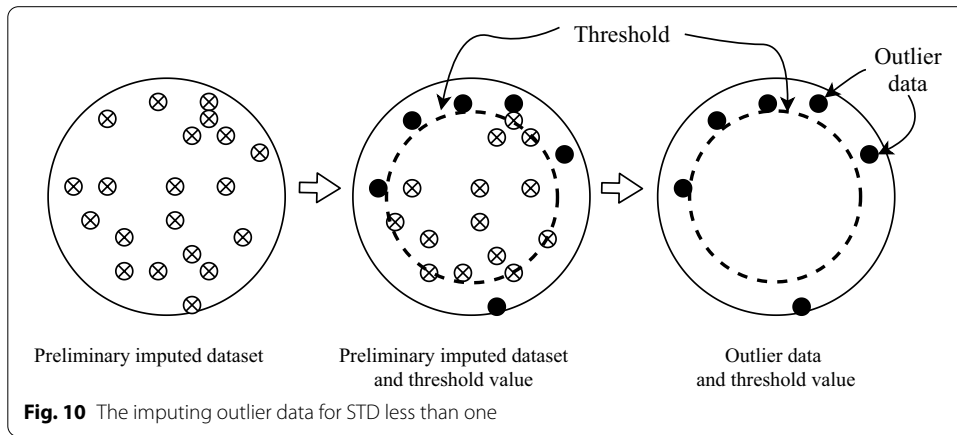 Threshold
Outlier
data
Preliminary imputed dataset
Preliminary imputed dataset
and threshold value
Outlier data
and threshold value
Fig. 10 The imputing outlier data for STD less than one